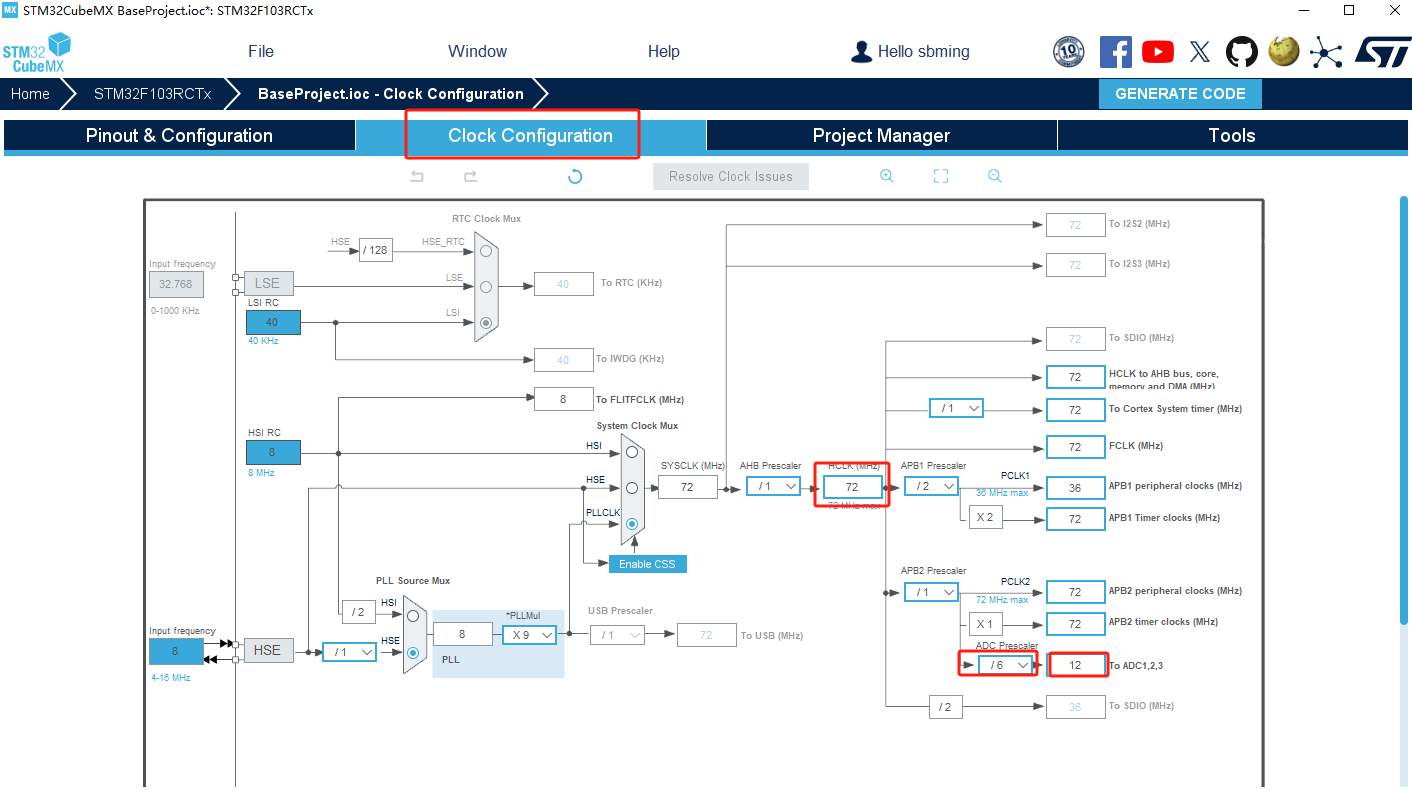 MX STM32CubeMX BaseProject.ioc*: STM32F103RCTx
STM32
CubeMX
File
Window
Help
Hello sbming
10
Home
STM32F103RCTx
BaseProject.ioc - Clock Configuration
GENERATE CODE
Pinout & Configuration
Clock Configuration
Project Manager
Tools
Resolve Clock Issues
RTC Clock Mux
HSE
/ 128
HSE_RTC
72
To I2S2 (MHz)
72
To I2S3 (MHz)
Input frequency
32.768
0-1000 KHz
LSE
LSE
40
To RTC (KHz)
LSI RC
40
40 KHz
LSI
40
To IWDG (KHz)
8
To FLITFCLK (MHz)
72
To SDIO (MHz)
72
HCLK to AHB bus, core,
memory and DMA (MHz)
/ 1
72
To Cortex System timer (MHz)
72
FCLK (MHz)
System Clock Mux
HSI RC
8
8 MHz
HSI
HSE
PLLCLK
SYSCLK (MHz)
72
AHB Prescaler
/ 1
HCLK (MHz)
72
72 MHz max
APB1 Prescaler
/ 2
PCLK1
36 MHz max
36
APB1 peripheral clocks (MHz)
X 2
72
APB1 Timer clocks (MHz)
Enable CSS
PLL Source Mux
HSI
/ 2
Input frequency
8
4-16 MHz
HSE
/ 1
HSE
8
*PLLMul
X 9
PLL
USB Prescaler
/ 1
72
To USB (MHz)
APB2 Prescaler
/ 1
PCLK2
72 MHz max
72
APB2 peripheral clocks (MHz)
X 1
72
APB2 timer clocks (MHz)
ADC Prescaler
/ 6
12
To ADC1,2,3
/ 2
36
To SDIO (MHz)